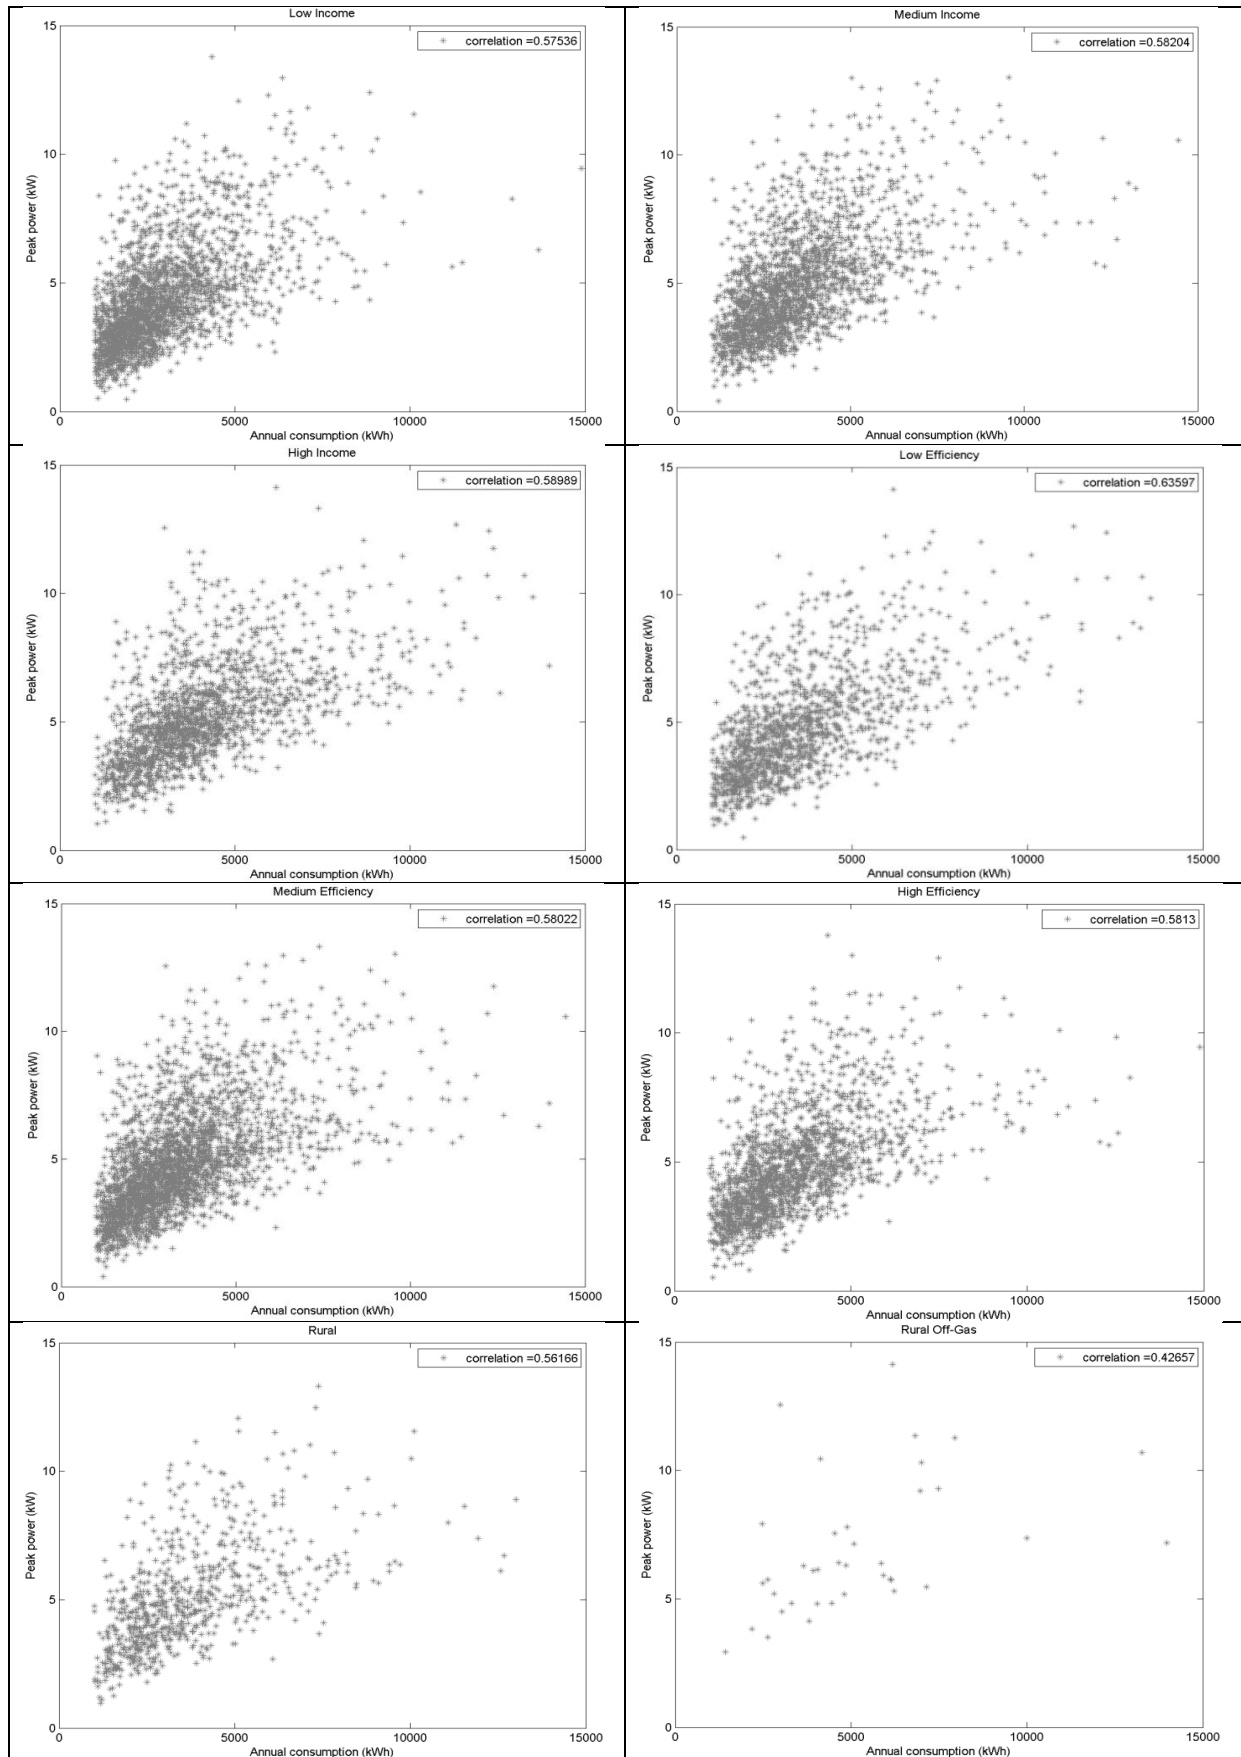 Low Income
correlation =0.57536
15
10
5
0
Peak power (kW)
0 5000 10000 15000
Annual consumption (kWh)
Medium Income
correlation =0.58204
15
10
5
0
Peak power (kW)
0 5000 10000 15000
Annual consumption (kWh)
High Income
correlation =0.58989
15
10
5
0
Peak power (kW)
0 5000 10000 15000
Annual consumption (kWh)
Low Efficiency
correlation =0.63597
15
10
5
0
Peak power (kW)
0 5000 10000 15000
Annual consumption (kWh)
Medium Efficiency
correlation =0.58022
15
10
5
0
Peak power (kW)
0 5000 10000 15000
Annual consumption (kWh)
High Efficiency
correlation =0.5813
15
10
5
0
Peak power (kW)
0 5000 10000 15000
Annual consumption (kWh)
Rural
correlation =0.56166
15
10
5
0
Peak power (kW)
0 5000 10000 15000
Annual consumption (kWh)
Rural Off-Gas
correlation =0.42657
15
10
5
0
Peak power (kW)
0 5000 10000 15000
Annual consumption (kWh)